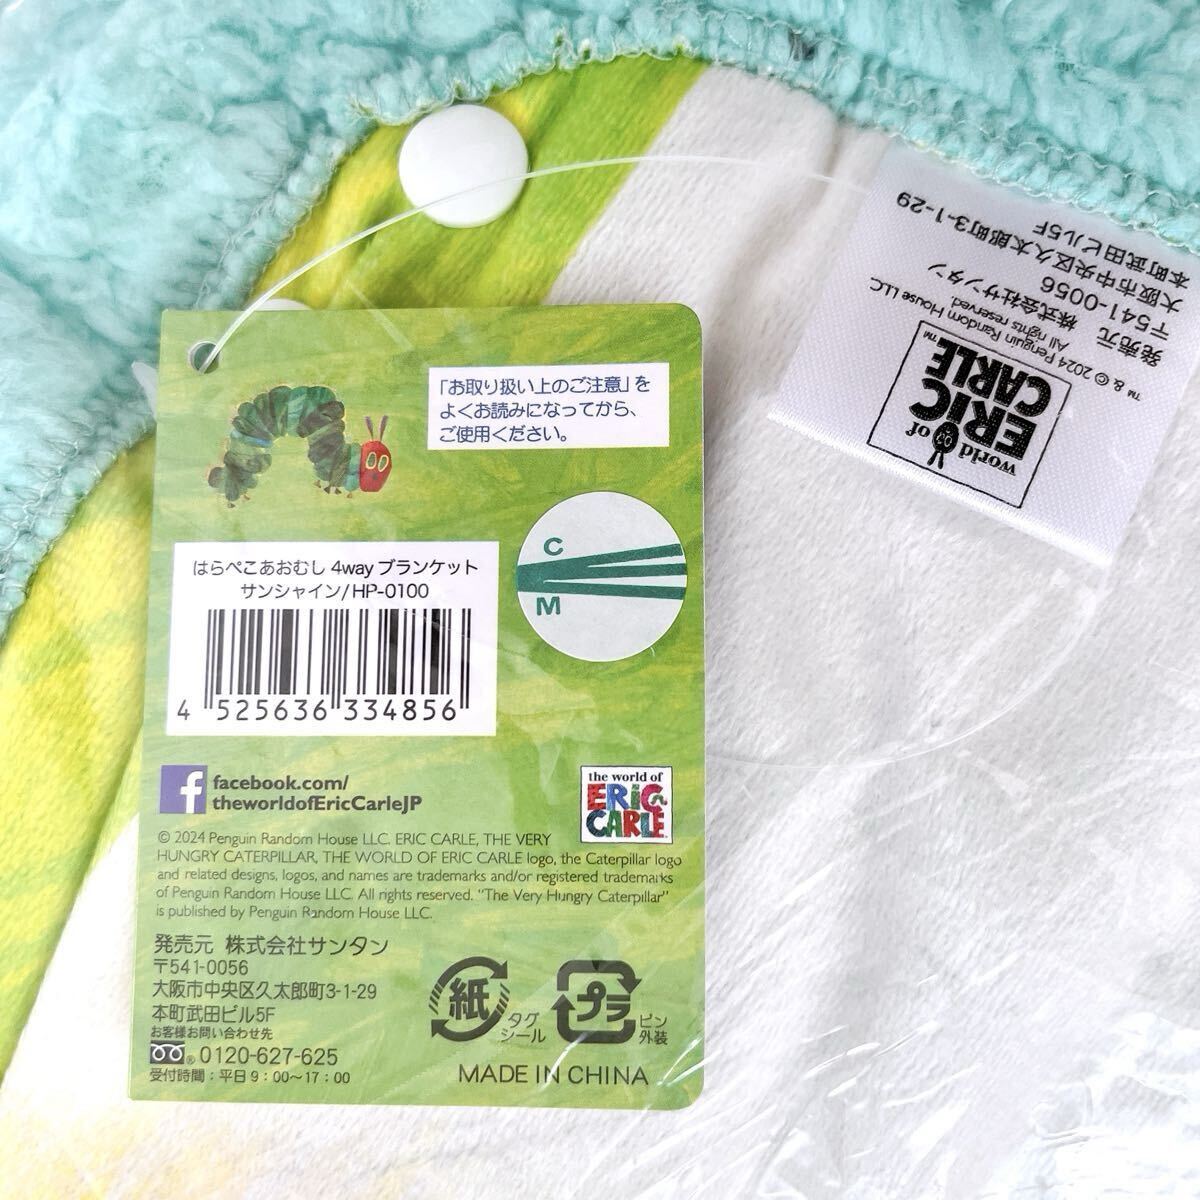 「お取り扱い上のご注意」を
よくお読みになってから、
ご使用ください。
C
M
はらぺこあおむし 4way ブランケット
サンシャイン/HP-0100
4 525636 334856
f facebook.com/
theworldofEricCarleJP
the world of
ERIC
CARLE
© 2024 Penguin Random House LLC. ERIC CARLE, THE VERY
HUNGRY CATERPILLAR, THE WORLD OF ERIC CARLE logo, the Caterpillar logo
and related designs, logos, and names are trademarks and/or registered trademarks
of Penguin Random House LLC. All rights reserved. “The Very Hungry Caterpillar”
is published by Penguin Random House LLC.
発売元 株式会社サンタン
〒541-0056
大阪市中央区久太郎町3-1-29
本町武田ビル5F
お客様お問い合わせ先
0120-627-625
受付時間：平日9：00〜17：00
紙
タグ
シール
プラ
ピン
外装
MADE IN CHINA
world of
ERIC
CARLE™
™ & © 2024 Penguin Random House LLC
All rights reserved.
発売元 株式会社サンタン
〒541-0056
大阪市中央区久太郎町3-1-29
本町武田ビル5F